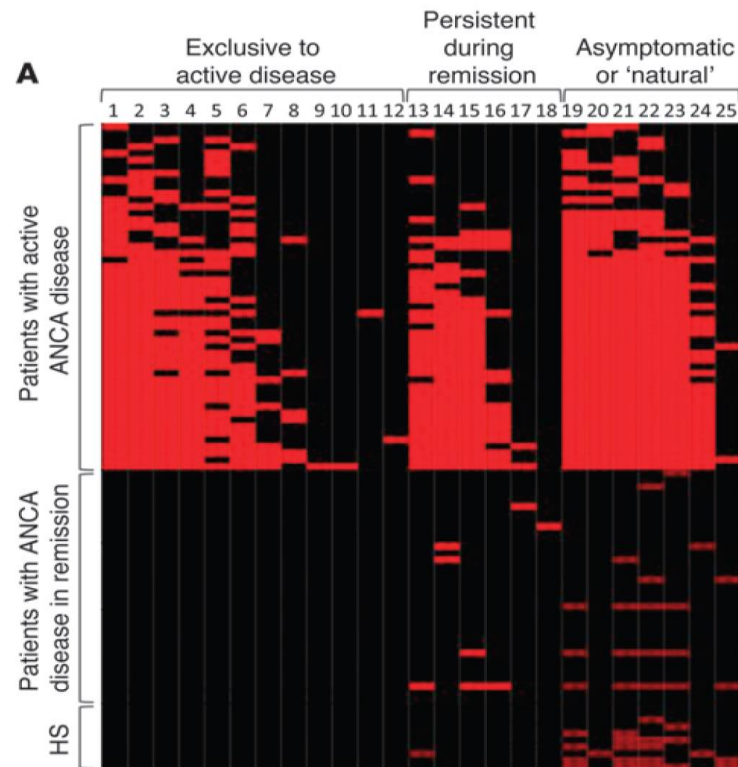 A
Exclusive to
active disease
Persistent
during
remission
Asymptomatic
or ‘natural’
1 2 3 4 5 6 7 8 9 10 11 12 13 14 15 16 17 18 19 20 21 22 23 24 25
Patients with active
ANCA disease
Patients with ANCA
disease in remission
HS